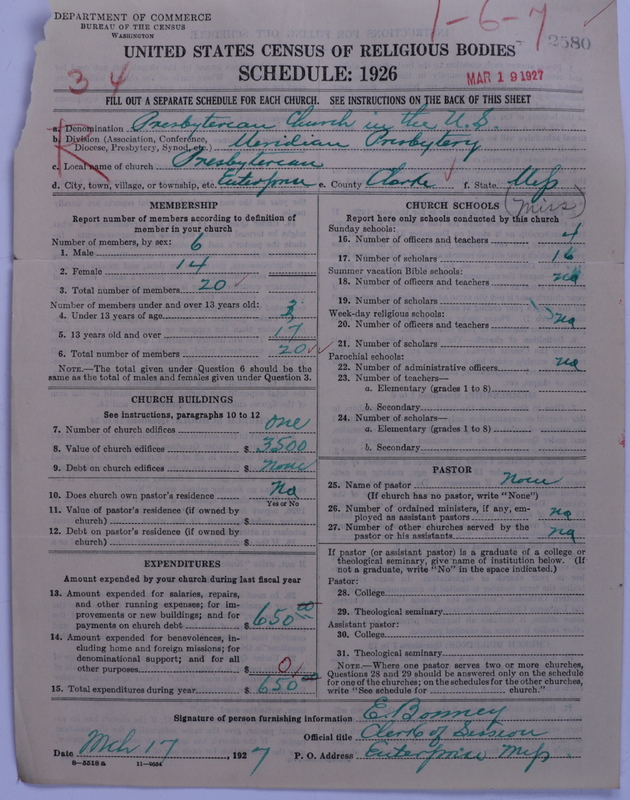 DEPARTMENT OF COMMERCE
BUREAU OF THE CENSUS
WASHINGTON
1-6-7
2580
UNITED STATES CENSUS OF RELIGIOUS BODIES
SCHEDULE: 1926
3 4
MAR 19 1927
FILL OUT A SEPARATE SCHEDULE FOR EACH CHURCH. SEE INSTRUCTIONS ON THE BACK OF THIS SHEET
R
a. Denomination Presbyterian Church in the U.S.
b. Division (Association, Conference, Diocese, Presbytery, Synod, etc.) Meridian Presbytery
c. Local name of church Presbyterian
d. City, town, village, or township, etc. Enterprise e. County Clarke f. State Miss
(Miss)
MEMBERSHIP
Report number of members according to definition of
member in your church
Number of members, by sex:
1. Male 6
2. Female 14
3. Total number of members 20
Number of members under and over 13 years old:
4. Under 13 years of age 3
5. 13 years old and over 17
6. Total number of members 20
NOTE.—The total given under Question 6 should be the
same as the total of males and females given under Question 3.
CHURCH BUILDINGS
See instructions, paragraphs 10 to 12
7. Number of church edifices one
8. Value of church edifices $ 3500
9. Debt on church edifices $ none
10. Does church own pastor's residence No
Yes or No
11. Value of pastor's residence (if owned by
church) $
12. Debt on pastor's residence (if owned by
church) $
EXPENDITURES
Amount expended by your church during last fiscal year
13. Amount expended for salaries, repairs,
and other running expenses; for im-
provements or new buildings; and for
payments on church debt $ 650 00
14. Amount expended for benevolences, in-
cluding home and foreign missions; for
denominational support; and for all
other purposes $ 0
15. Total expenditures during year $ 650
CHURCH SCHOOLS
Report here only schools conducted by this church
Sunday schools:
16. Number of officers and teachers 4
17. Number of scholars 16
Summer vacation Bible schools:
18. Number of officers and teachers no
19. Number of scholars
Week-day religious schools:
20. Number of officers and teachers no
21. Number of scholars
Parochial schools:
22. Number of administrative officers no
23. Number of teachers—
a. Elementary (grades 1 to 8)
b. Secondary
24. Number of scholars—
a. Elementary (grades 1 to 8)
b. Secondary
PASTOR
25. Name of pastor None
(If church has no pastor, write "None")
26. Number of ordained ministers, if any, em-
ployed as assistant pastors no
27. Number of other churches served by the
pastor or his assistants no
If pastor (or assistant pastor) is a graduate of a college or
theological seminary, give name of institution below. (If
not a graduate, write "No" in the space indicated.)
Pastor:
28. College
29. Theological seminary
Assistant pastor:
30. College
31. Theological seminary
NOTE.—Where one pastor serves two or more churches,
Questions 28 and 29 should be answered only on the schedule
for one of the churches; on the schedules for the other churches,
write "See schedule for church."
Signature of person furnishing information E. Bonney
Official title Clerk of Session
Date Mch 17, 1927 P. O. Address Enterprise Miss
8—5518 a 11—8654